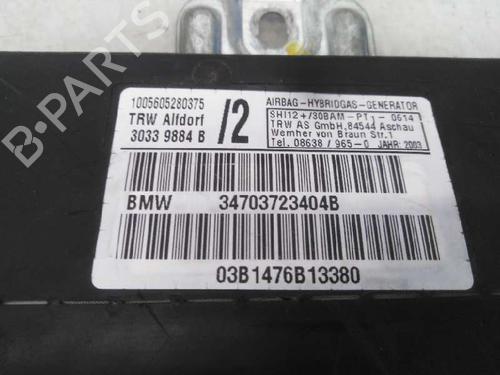 1005605280375
TRW Alfdorf
3033 9884 B
/2
AIRBAG-HYBRIDGAS-GENERATOR
SHI12+/30BAM-PT1-0614
TRW AS GmbH,84544 Aschau
Wernher von Braun Str.1
Tel. 08638/965-0 JAHR: 2003
BMW 34703723404B
03B1476B13380
B-PARTS